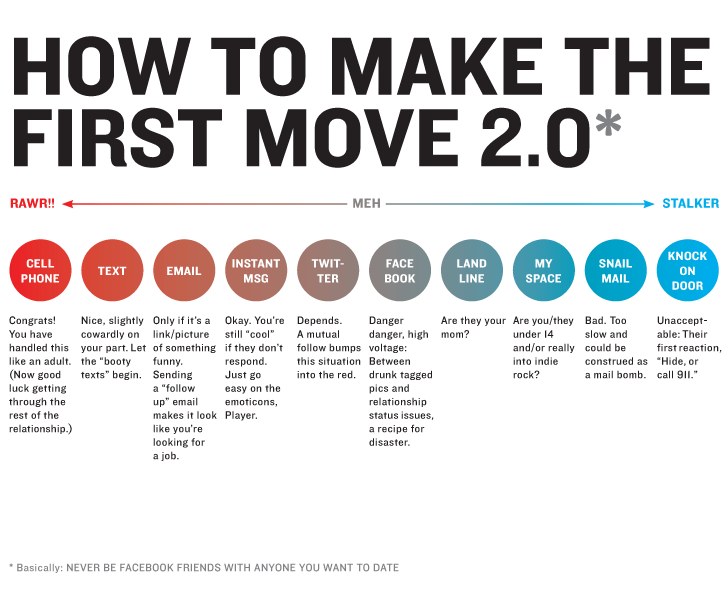 HOW TO MAKE THE
FIRST MOVE 2.0*
RAWR!! MEH STALKER
CELL
PHONE
Congrats!
You have
handled this
like an adult.
(Now good
luck getting
through the
rest of the
relationship.)
TEXT
Nice, slightly
cowardly on
your part. Let
the “booty
texts” begin.
EMAIL
Only if it’s a
link/picture
of something
funny.
Sending
a “follow
up” email
makes it look
like you’re
looking for
a job.
INSTANT
MSG
Okay. You’re
still “cool”
if they don’t
respond.
Just go
easy on the
emoticons,
Player.
TWIT-
TER
Depends.
A mutual
follow bumps
this situation
into the red.
FACE
BOOK
Danger
danger, high
voltage:
Between
drunk tagged
pics and
relationship
status issues,
a recipe for
disaster.
LAND
LINE
Are they your
mom?
MY
SPACE
Are you/they
under 14
and/or really
into indie
rock?
SNAIL
MAIL
Bad. Too
slow and
could be
construed as
a mail bomb.
KNOCK
ON
DOOR
Unaccept-
able: Their
first reaction,
“Hide, or
call 911.”
* Basically: NEVER BE FACEBOOK FRIENDS WITH ANYONE YOU WANT TO DATE